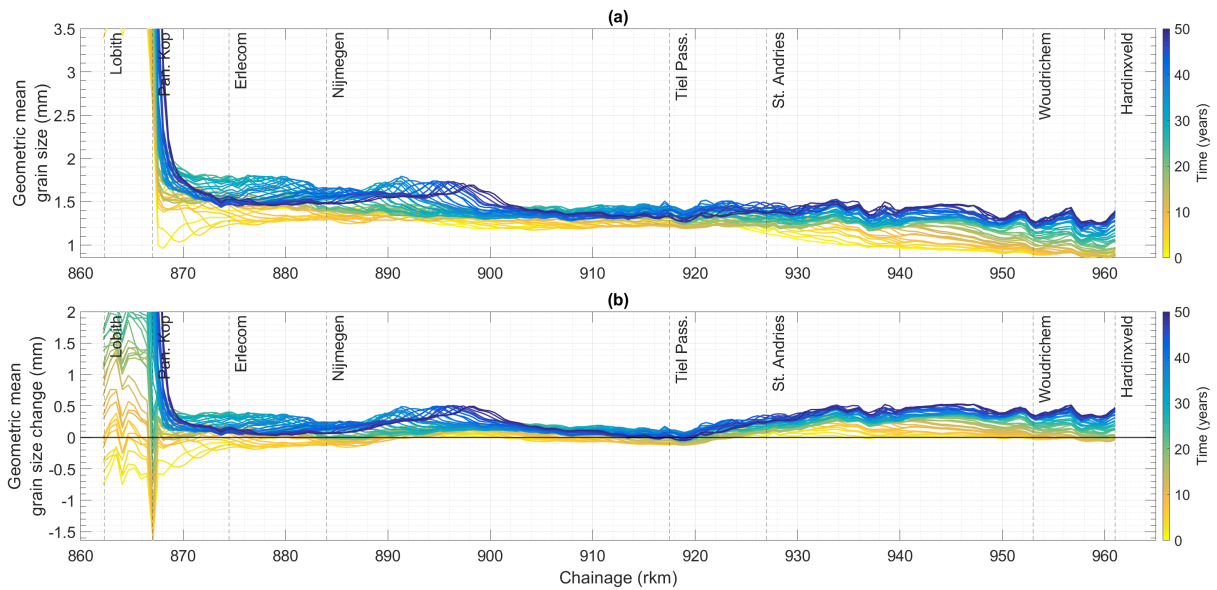 (a)
Geometric mean
grain size (mm)
3.5
3
2.5
2
1.5
1
Lobith
Pan. Kop
Erlecom
Nijmegen
Tiel Pass.
St. Andries
Woudrichem
Hardinxveld
860
870
880
890
900
910
920
930
940
950
960
50
40
30
20
10
0
Time (years)
(b)
Geometric mean
grain size change (mm)
2
1.5
1
0.5
0
-0.5
-1
-1.5
Lobith
Pan. Kop
Erlecom
Nijmegen
Tiel Pass.
St. Andries
Woudrichem
Hardinxveld
860
870
880
890
900
910
920
930
940
950
960
Chainage (rkm)
50
40
30
20
10
0
Time (years)